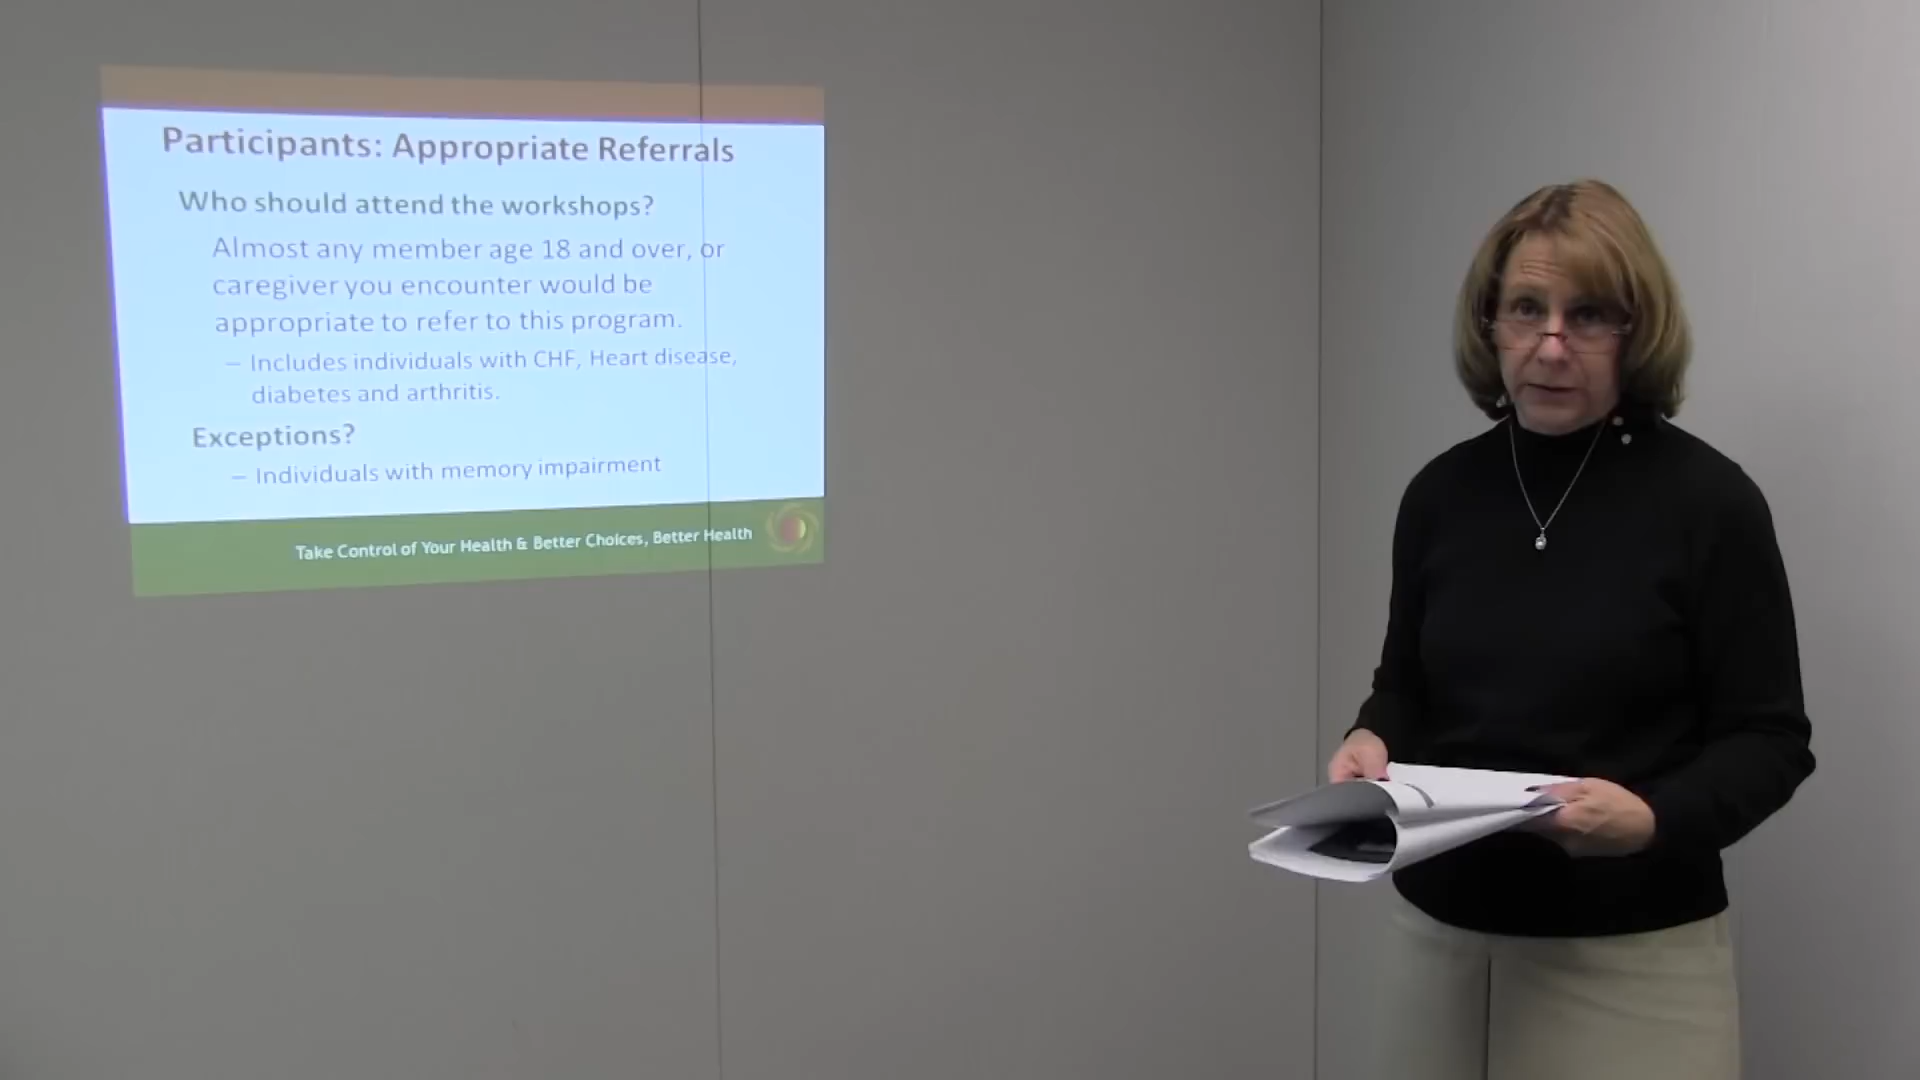 Participants: Appropriate Referrals
Who should attend the workshops?
Almost any member age 18 and over, or
caregiver you encounter would be
appropriate to refer to this program.
– Includes individuals with CHF, Heart disease,
diabetes and arthritis.
Exceptions?
– Individuals with memory impairment
Take Control of Your Health & Better Choices, Better Health